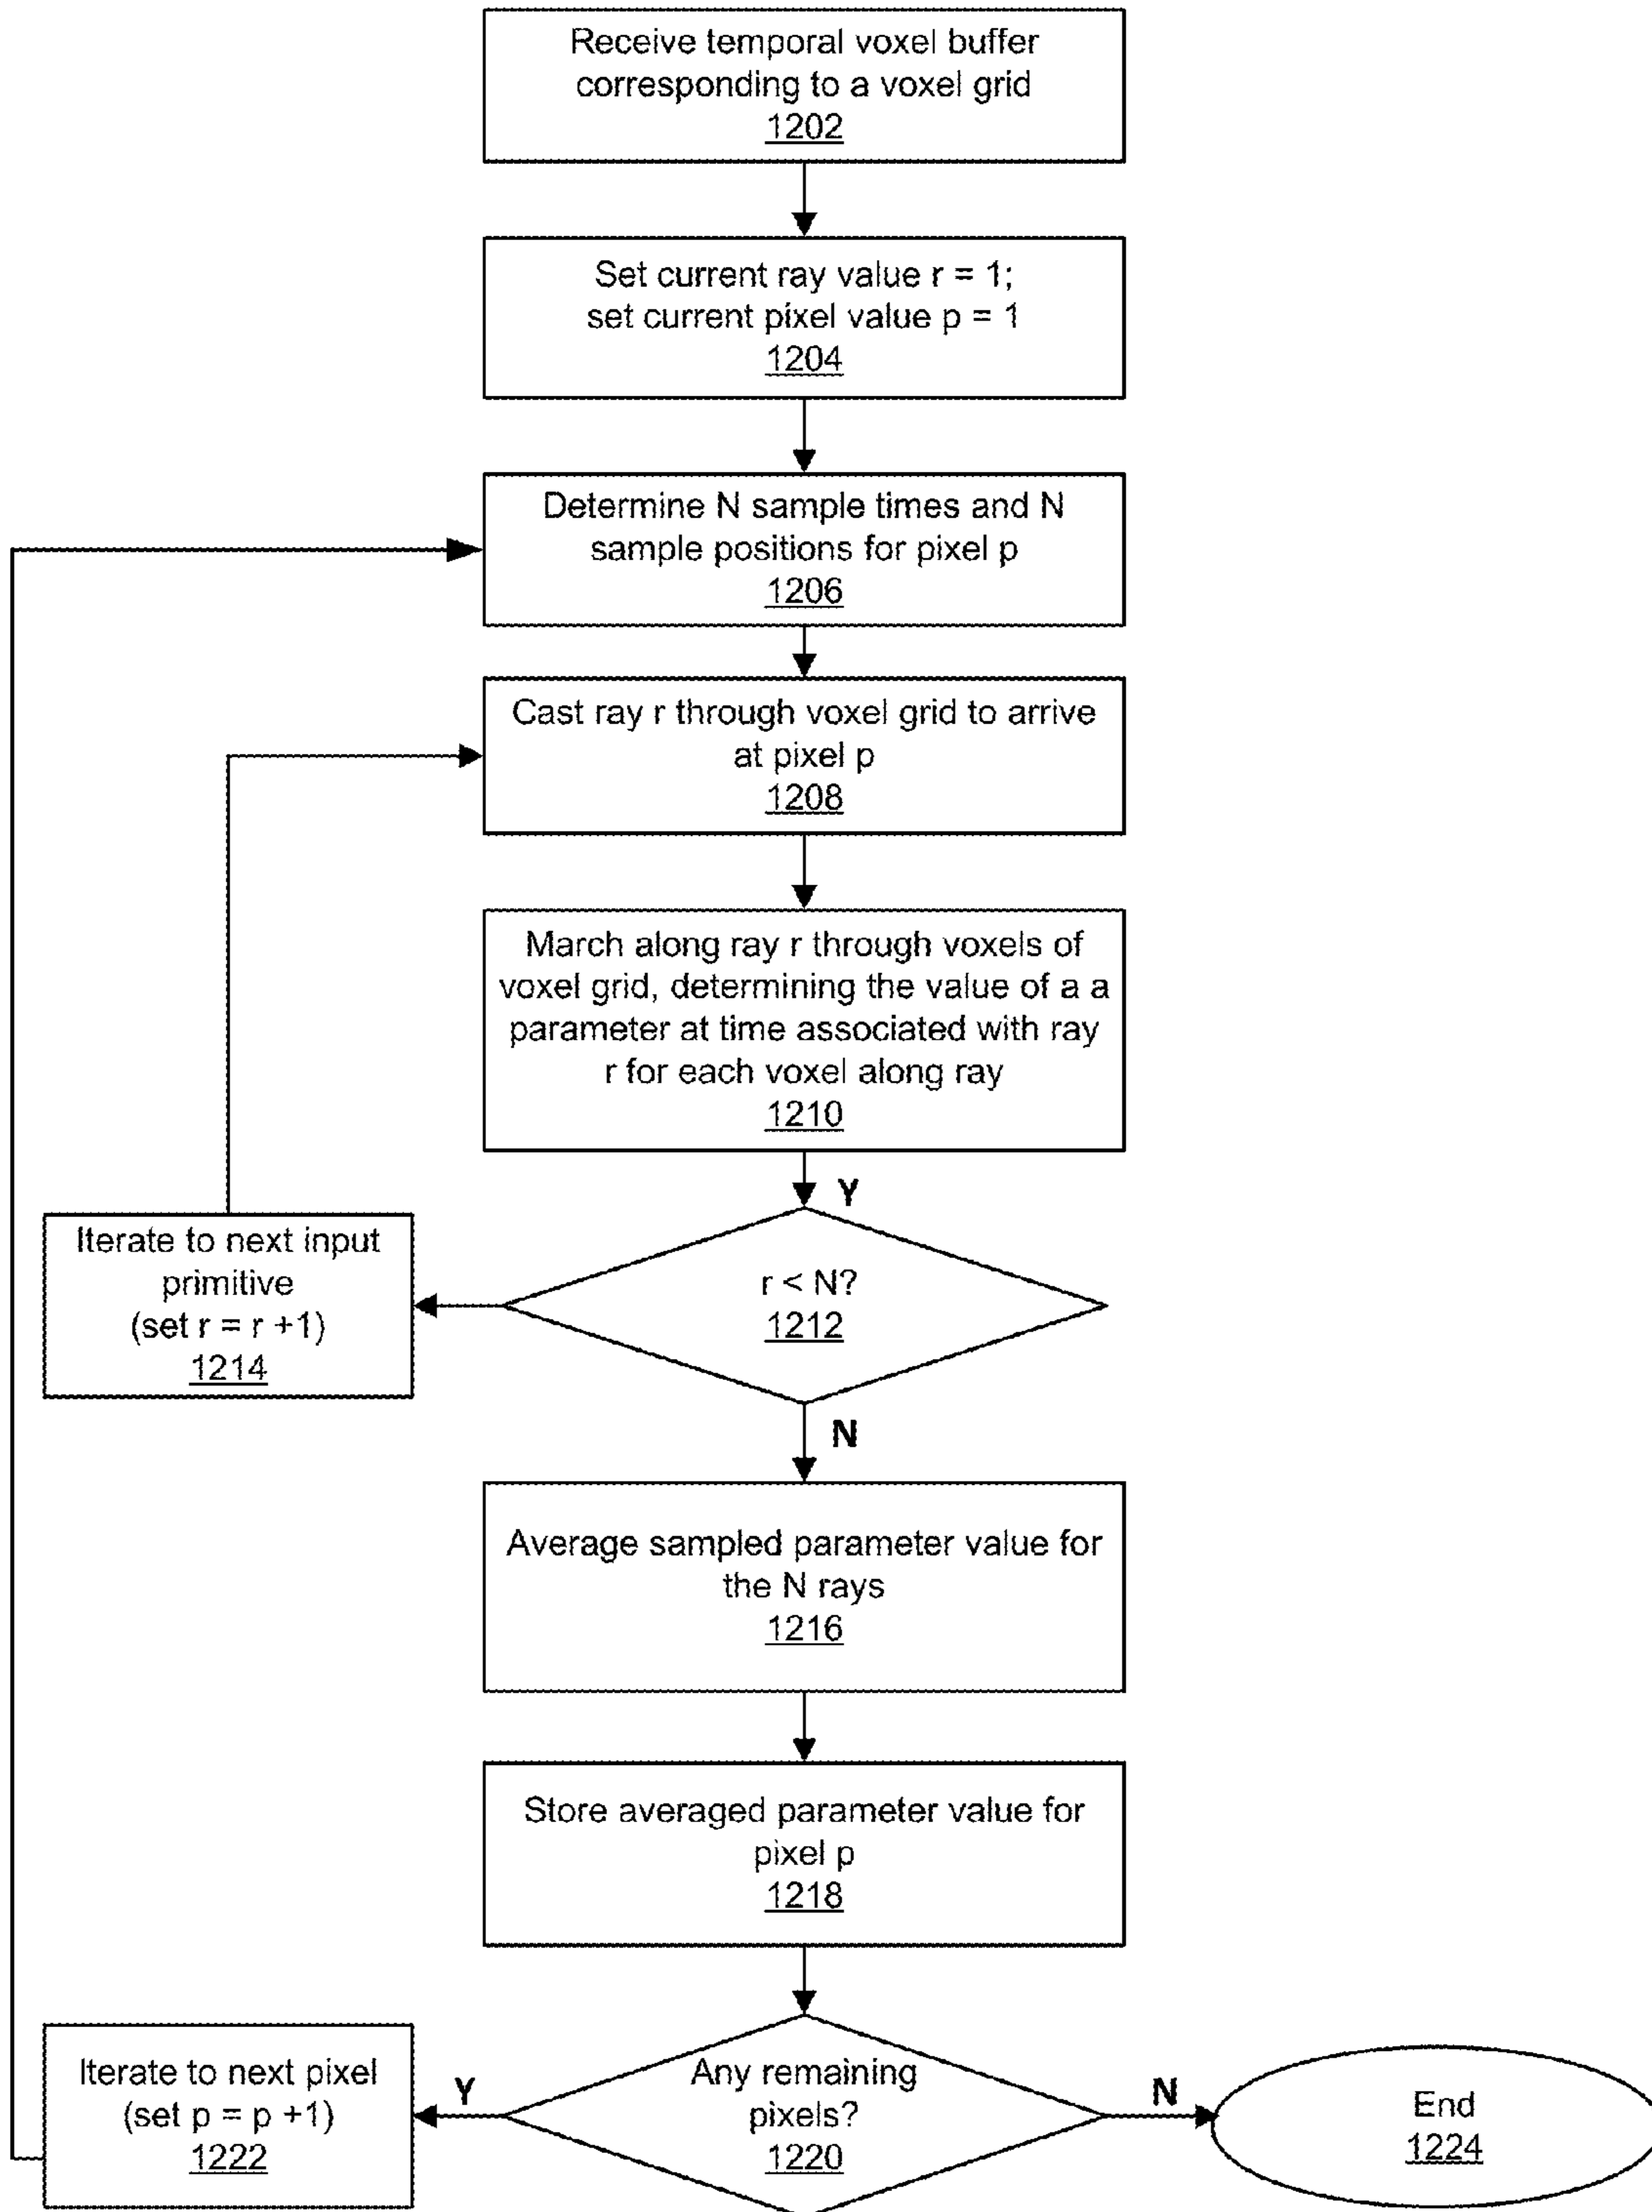 Receive temporal voxel buffer
corresponding to a voxel grid
1202
Set current ray value r = 1;
set current pixel value p = 1
1204
Determine N sample times and N
sample positions for pixel p
1206
Cast ray r through voxel grid to arrive
at pixel p
1208
March along ray r through voxels of
voxel grid, determining the value of a a
parameter at time associated with ray
r for each voxel along ray
1210
Y
Iterate to next input
primitive
(set r = r +1)
1214
r < N?
1212
N
Average sampled parameter value for
the N rays
1216
Store averaged parameter value for
pixel p
1218
Iterate to next pixel
(set p = p +1)
1222
Y
Any remaining
pixels?
1220
N
End
1224